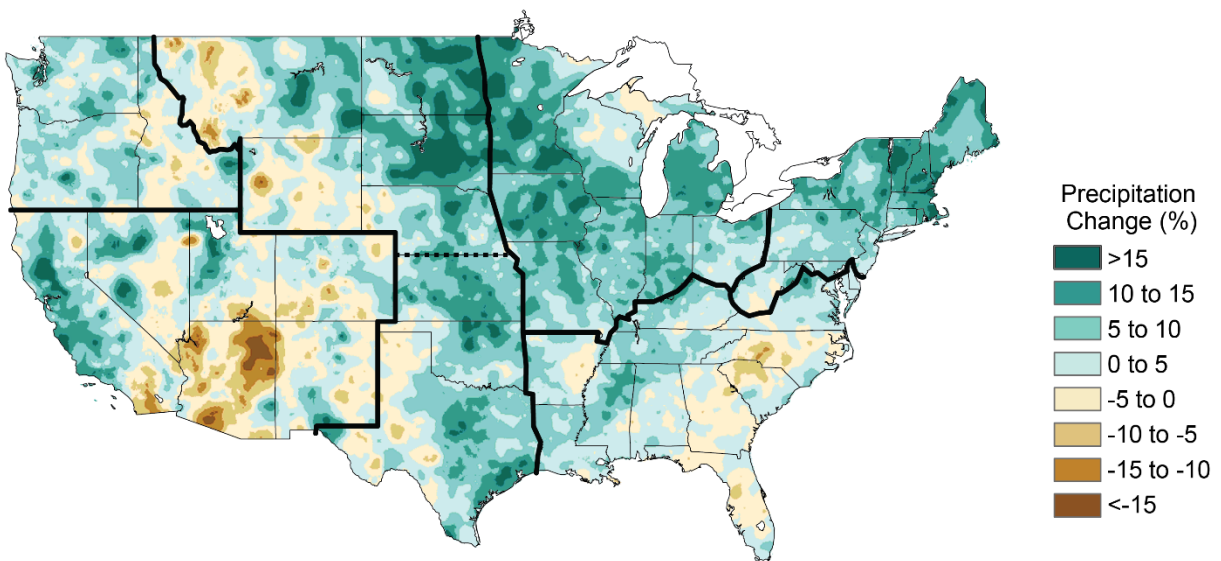 Precipitation
Change (%)
>15
10 to 15
5 to 10
0 to 5
-5 to 0
-10 to -5
-15 to -10
<-15